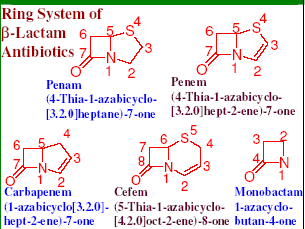 Ring System of
β-Lactam
Antibiotics
6 5 S 4
7 N 3
O 1 2
Penam
(4-Thia-1-azabicyclo-
[3.2.0]heptane)-7-one
6 5 S 4
7 N 3
O 1 2
Penem
(4-Thia-1-azabicyclo-
[3.2.0]hept-2-ene)-7-one
6 5 4
7 N 3
O 1 2
Carbapenem
(1-azabicyclo[3.2.0]-
hept-2-ene)-7-one
7 6 S 5 4
8 N 3
O 1 2
Cefem
(5-Thia-1-azabicyclo-
[4.2.0]oct-2-ene)-8-one
3 2
4 N
O 1
Monobactam
1-azacyclo-
butan-4-one